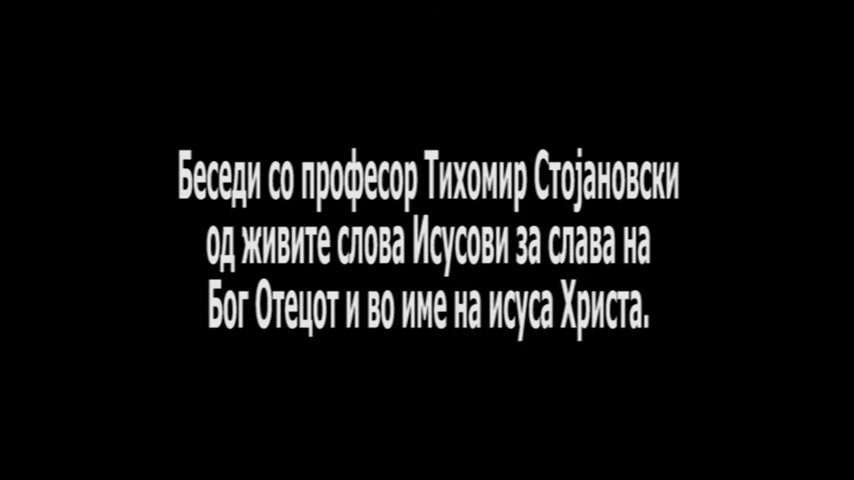 Беседи со професор Тихомир Стојановски
од живите слова Исусови за слава на
Бог Отецот и во име на исуса Христа.